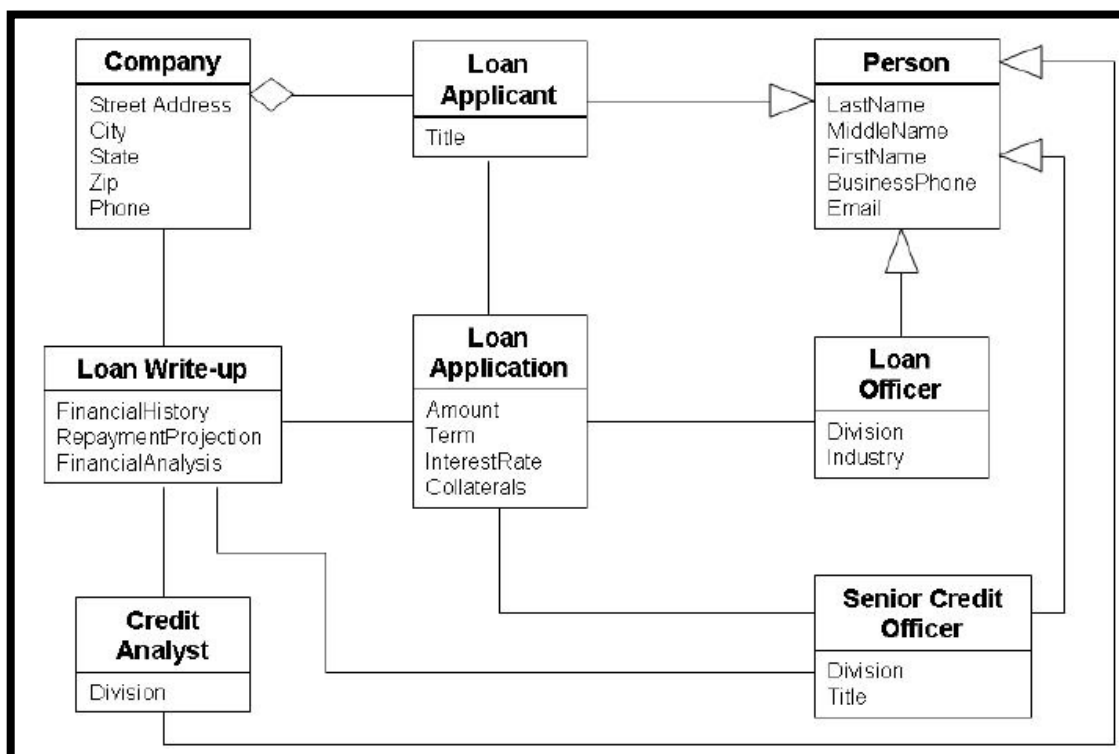 Company
Street Address
City
State
Zip
Phone
Loan
Applicant
Title
Person
LastName
MiddleName
FirstName
BusinessPhone
Email
Loan Write-up
FinancialHistory
RepaymentProjection
FinancialAnalysis
Loan
Application
Amount
Term
InterestRate
Collaterals
Loan
Officer
Division
Industry
Credit
Analyst
Division
Senior Credit
Officer
Division
Title